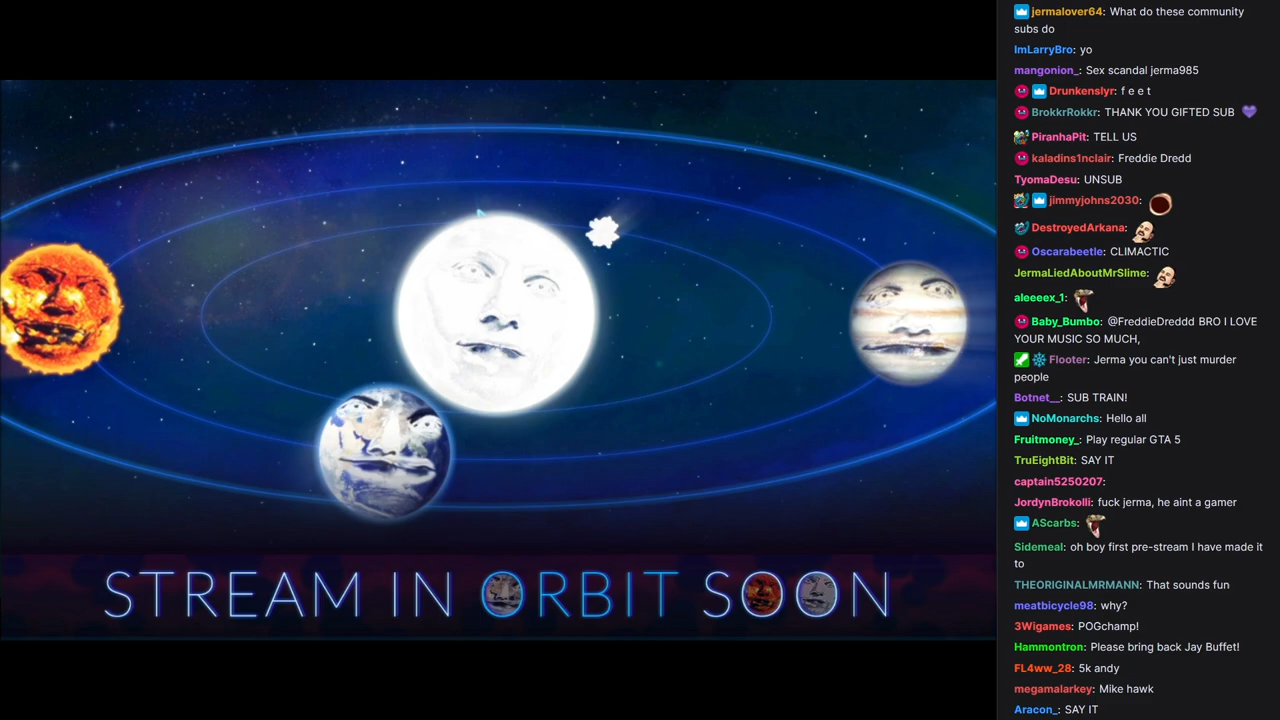 STREAM IN ORBIT SOON
jermalover64: What do these community
subs do
ImLarryBro: yo
mangonion_: Sex scandal jerma985
Drunkenslyr: f e e t
BrokkrRokkr: THANK YOU GIFTED SUB
PiranhaPit: TELL US
kaladins1nclair: Freddie Dredd
TyomaDesu: UNSUB
jimmyjohns2030:
DestroyedArkana:
Oscarabeetle: CLIMACTIC
JermaLiedAboutMrSlime:
aleeeex_1:
Baby_Bumbo: @FreddieDreddd BRO I LOVE
YOUR MUSIC SO MUCH,
Flooter: Jerma you can't just murder
people
Botnet__: SUB TRAIN!
NoMonarchs: Hello all
Fruitmoney_: Play regular GTA 5
TruEightBit: SAY IT
captain5250207:
JordynBrokolli: fuck jerma, he aint a gamer
AScarbs:
Sidemeal: oh boy first pre-stream I have made it
to
THEORIGINALMRMANN: That sounds fun
meatbicycle98: why?
3Wigames: POGchamp!
Hammontron: Please bring back Jay Buffet!
FL4ww_28: 5k andy
megamalarkey: Mike hawk
Aracon_: SAY IT